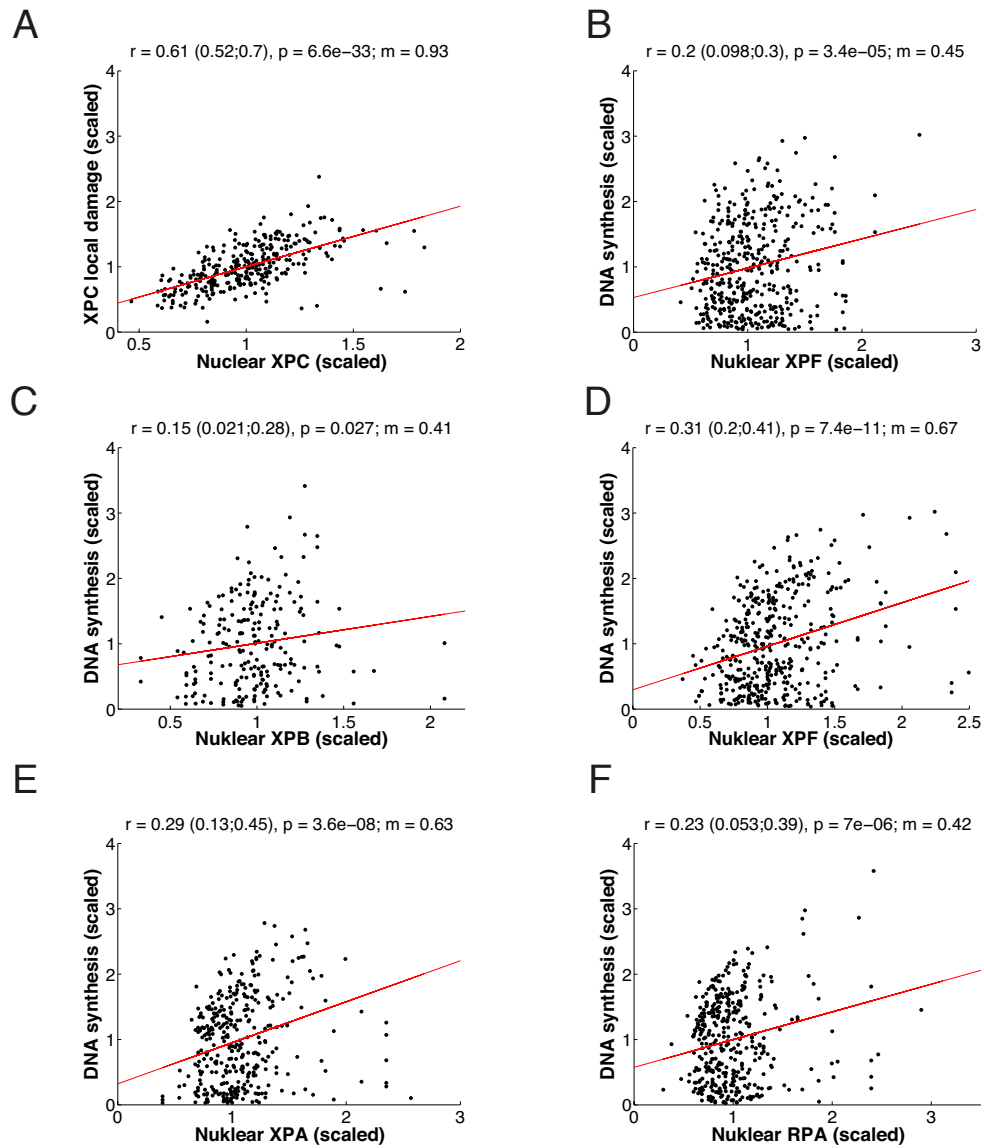 A
r = 0.61 (0.52;0.7), p = 6.6e−33; m = 0.93
XPC local damage (scaled)
4
3
2
1
0
0.5
1
1.5
2
Nuclear XPC (scaled)
B
r = 0.2 (0.098;0.3), p = 3.4e−05; m = 0.45
DNA synthesis (scaled)
4
3
2
1
0
0
1
2
3
Nuklear XPF (scaled)
C
r = 0.15 (0.021;0.28), p = 0.027; m = 0.41
DNA synthesis (scaled)
4
3
2
1
0
0.5
1
1.5
2
Nuklear XPB (scaled)
D
r = 0.31 (0.2;0.41), p = 7.4e−11; m = 0.67
DNA synthesis (scaled)
4
3
2
1
0
0
0.5
1
1.5
2
2.5
Nuklear XPF (scaled)
E
r = 0.29 (0.13;0.45), p = 3.6e−08; m = 0.63
DNA synthesis (scaled)
4
3
2
1
0
0
1
2
3
Nuklear XPA (scaled)
F
r = 0.23 (0.053;0.39), p = 7e−06; m = 0.42
DNA synthesis (scaled)
4
3
2
1
0
0
1
2
3
Nuklear RPA (scaled)